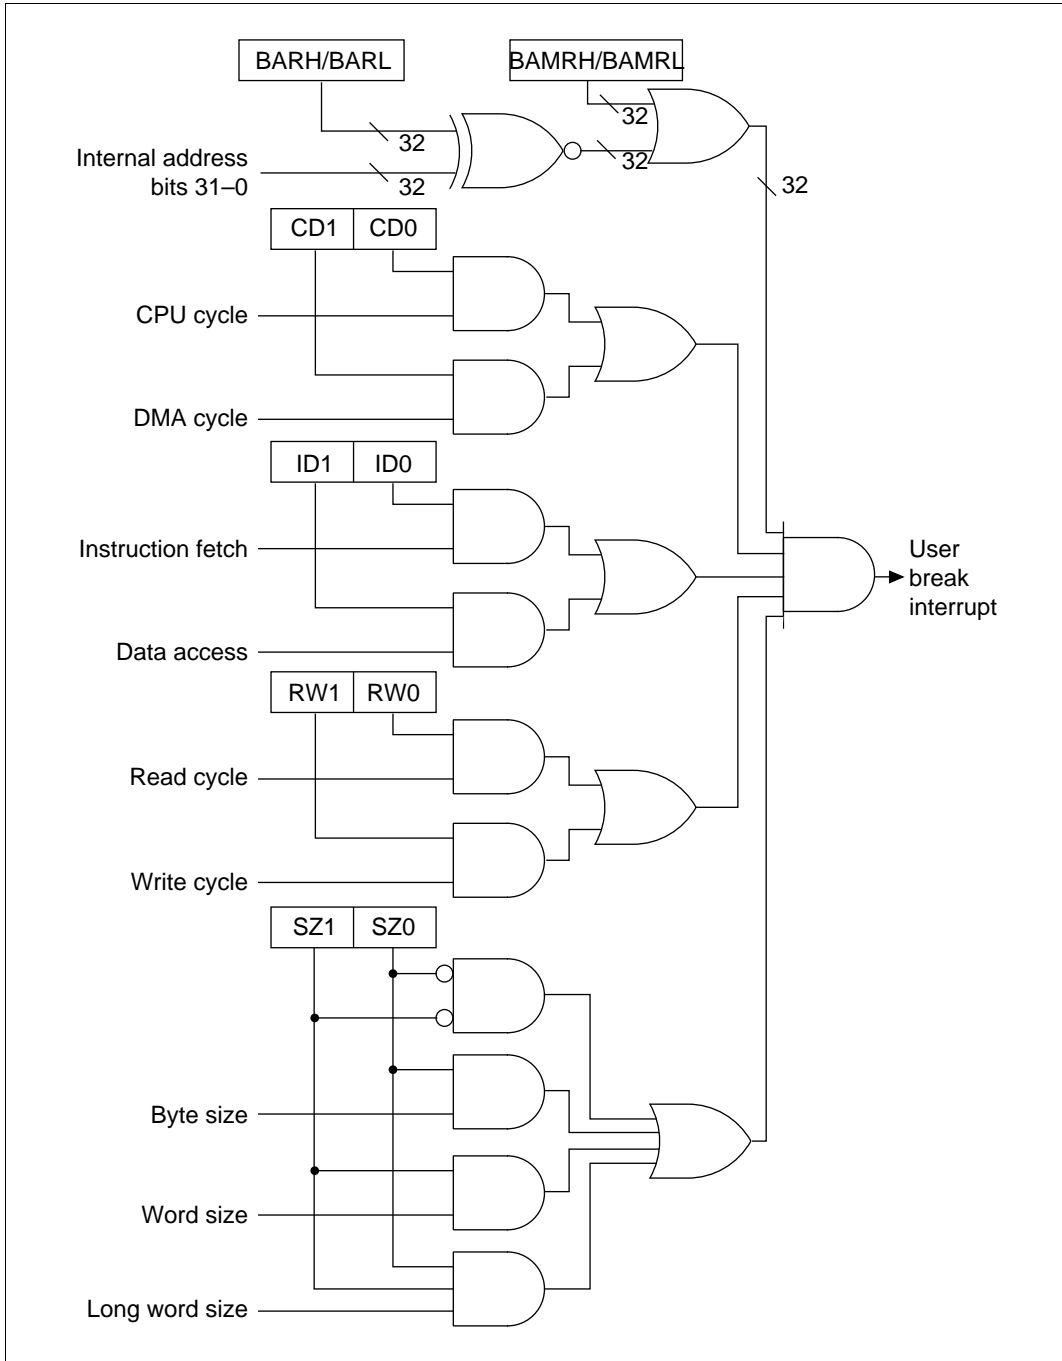 BARH/BARL
BAMRH/BAMRL
32
32
32
32
32
Internal address
bits 31–0
CD1 CD0
CPU cycle
DMA cycle
ID1 ID0
Instruction fetch
Data access
User
break
interrupt
RW1 RW0
Read cycle
Write cycle
SZ1 SZ0
Byte size
Word size
Long word size